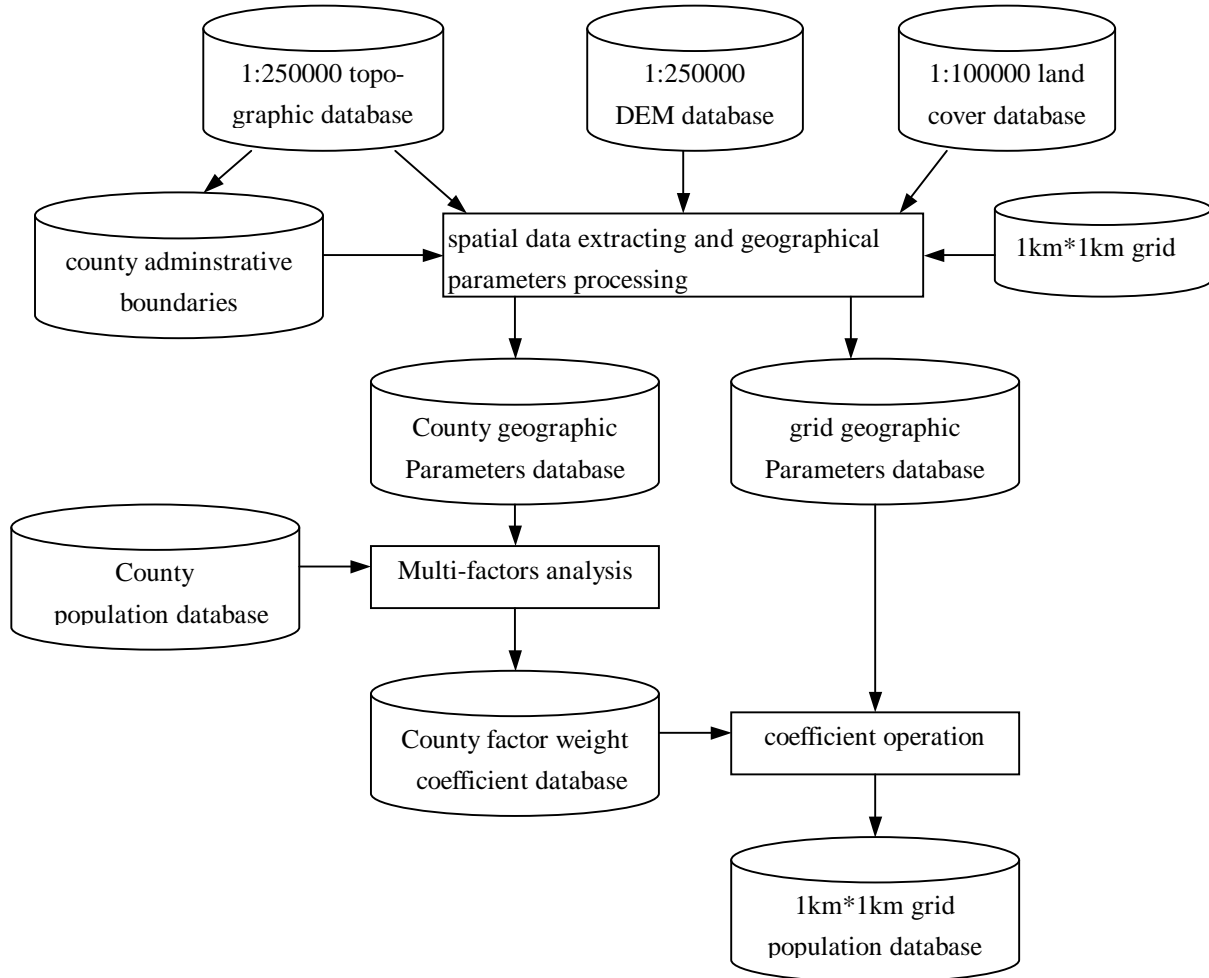 1:250000 topo-
graphic database
1:250000
DEM database
1:100000 land
cover database
county adminstrative
boundaries
spatial data extracting and geographical
parameters processing
1km*1km grid
County geographic
Parameters database
grid geographic
Parameters database
County
population database
Multi-factors analysis
County factor weight
coefficient database
coefficient operation
1km*1km grid
population database